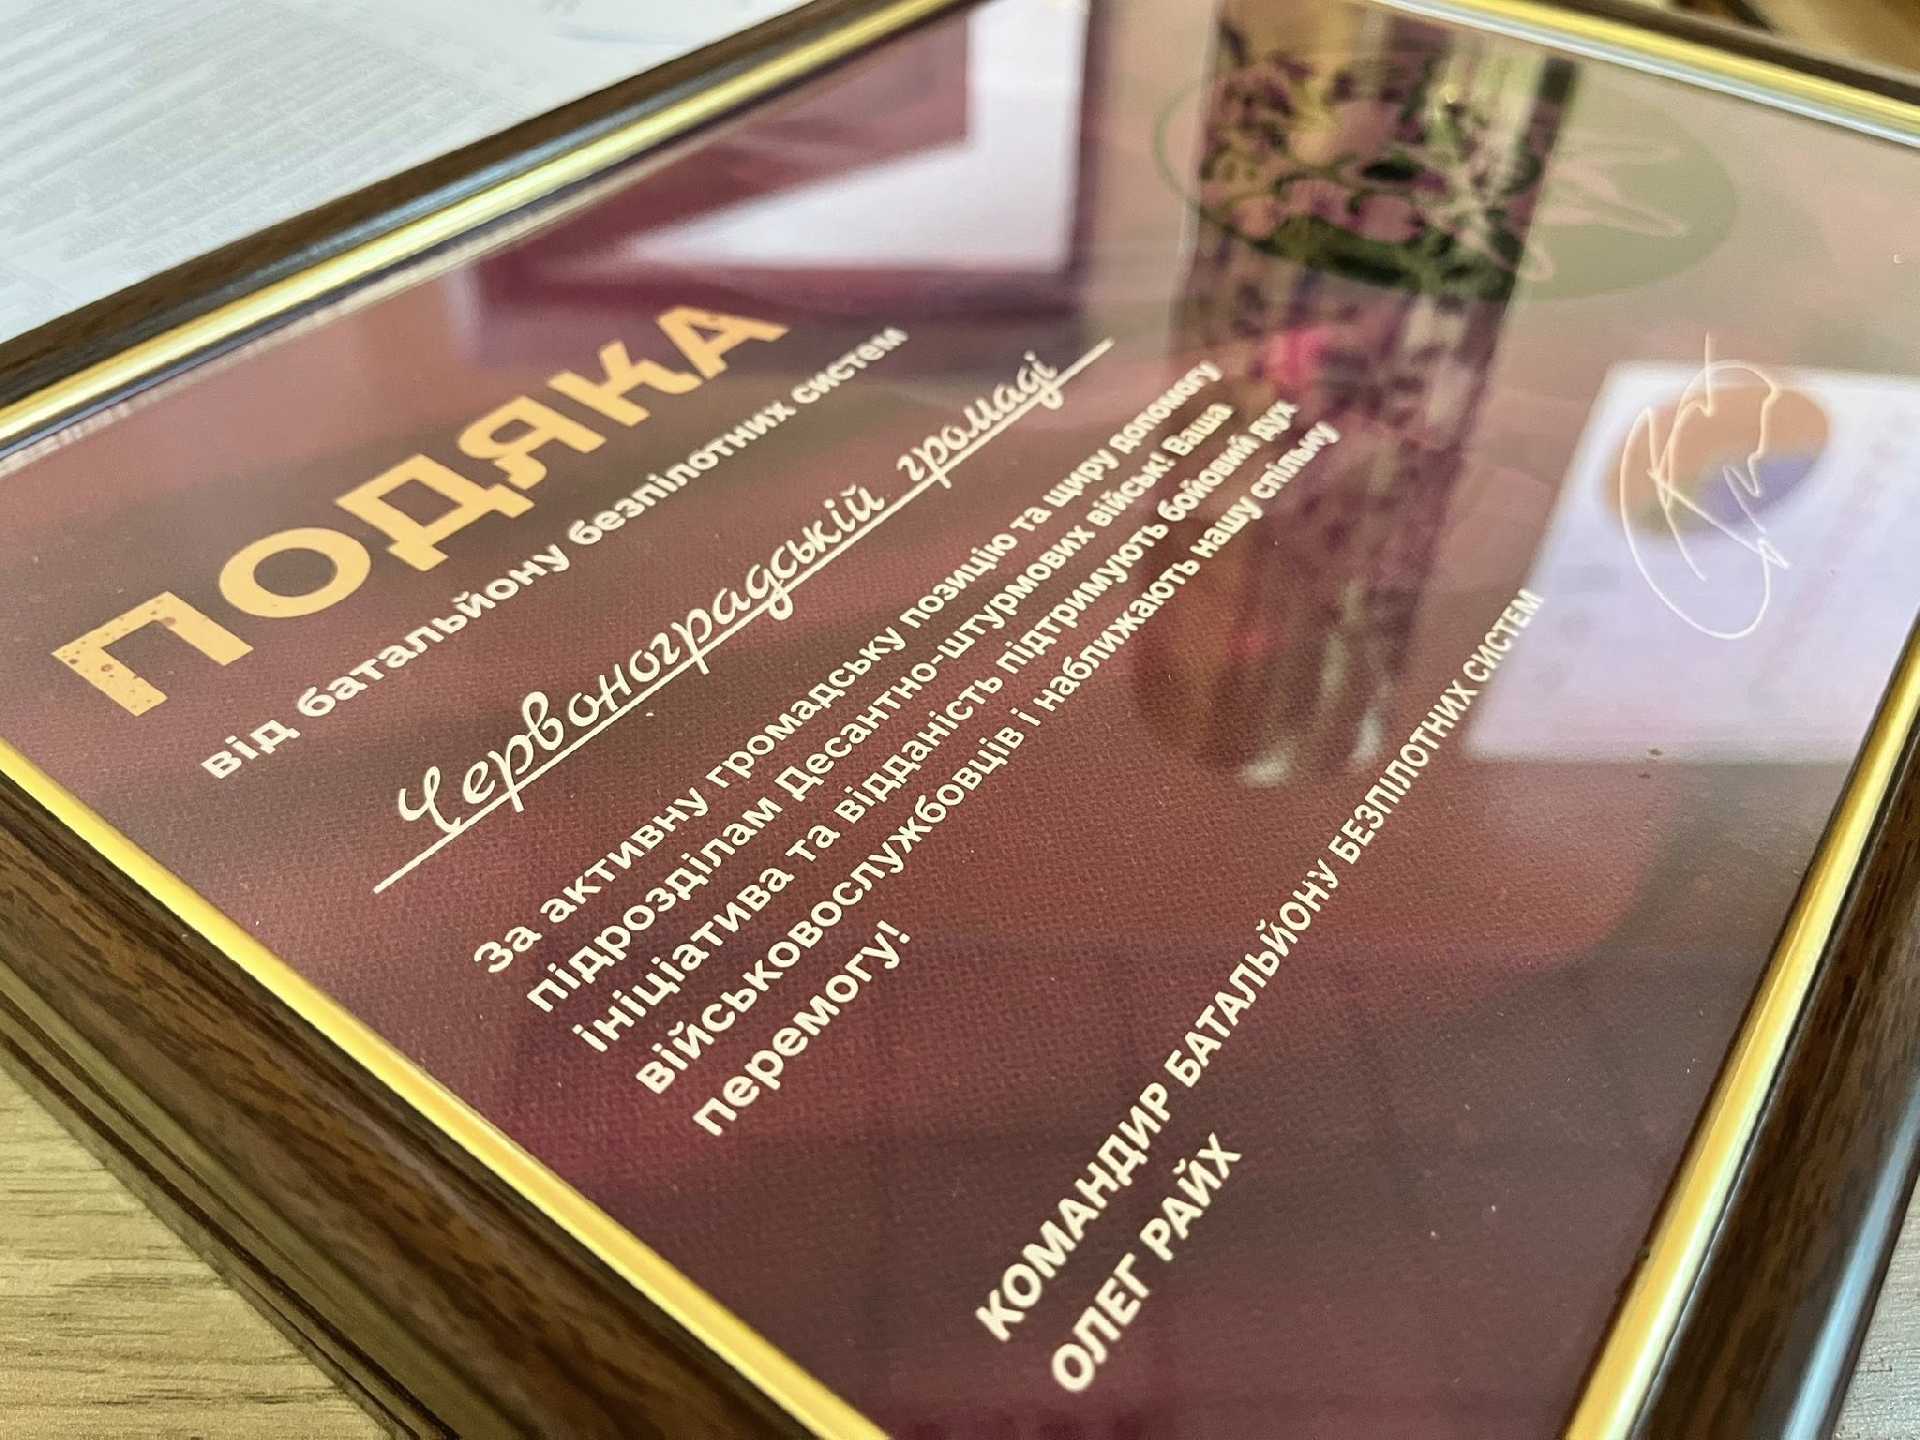 ПОДЯКА
від батальйону безпілотних систем
Червоноградській громаді
За активну громадську позицію та щиру допомогу
підрозділам Десантно-штурмових військ! Ваша
ініціатива та відданість підтримують бойовий дух
військовослужбовців і наближають нашу спільну
перемогу!
КОМАНДИР БАТАЛЬЙОНУ БЕЗПІЛОТНИХ СИСТЕМ
ОЛЕГ РАЙХ